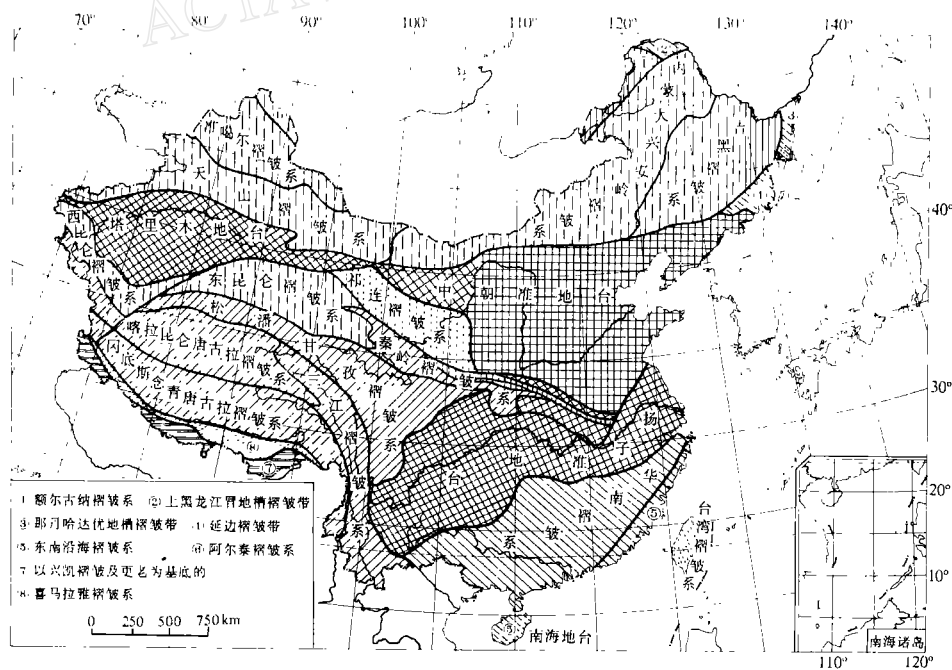 70° 80° 90° 100° 110° 120° 130° 140°
准噶尔褶皱系
天山褶皱系
内蒙大兴安岭褶皱系
吉黑褶皱系
40°
西昆仑褶皱系
塔里木地台
中朝准地台
东昆仑褶皱系
祁连褶皱系
松潘甘孜褶皱系
秦岭褶皱系
喀拉昆仑唐古拉褶皱系
三江褶皱系
冈底斯念青唐古拉褶皱系
30°
扬子准地台
华南褶皱系
⑧
⑦
⑤
台湾褶皱系
⑤
南海地台
1 额尔古纳褶皱系 ②上黑龙江冒地槽褶皱带
③那丹哈达优地槽褶皱带 ④延边褶皱带
⑤东南沿海褶皱系 ⑥阿尔泰褶皱系
7 以兴凯褶皱及更老为基底的
⑧喜马拉雅褶皱系
0 250 500 750km
20°
10°
南海诸岛
110° 120°